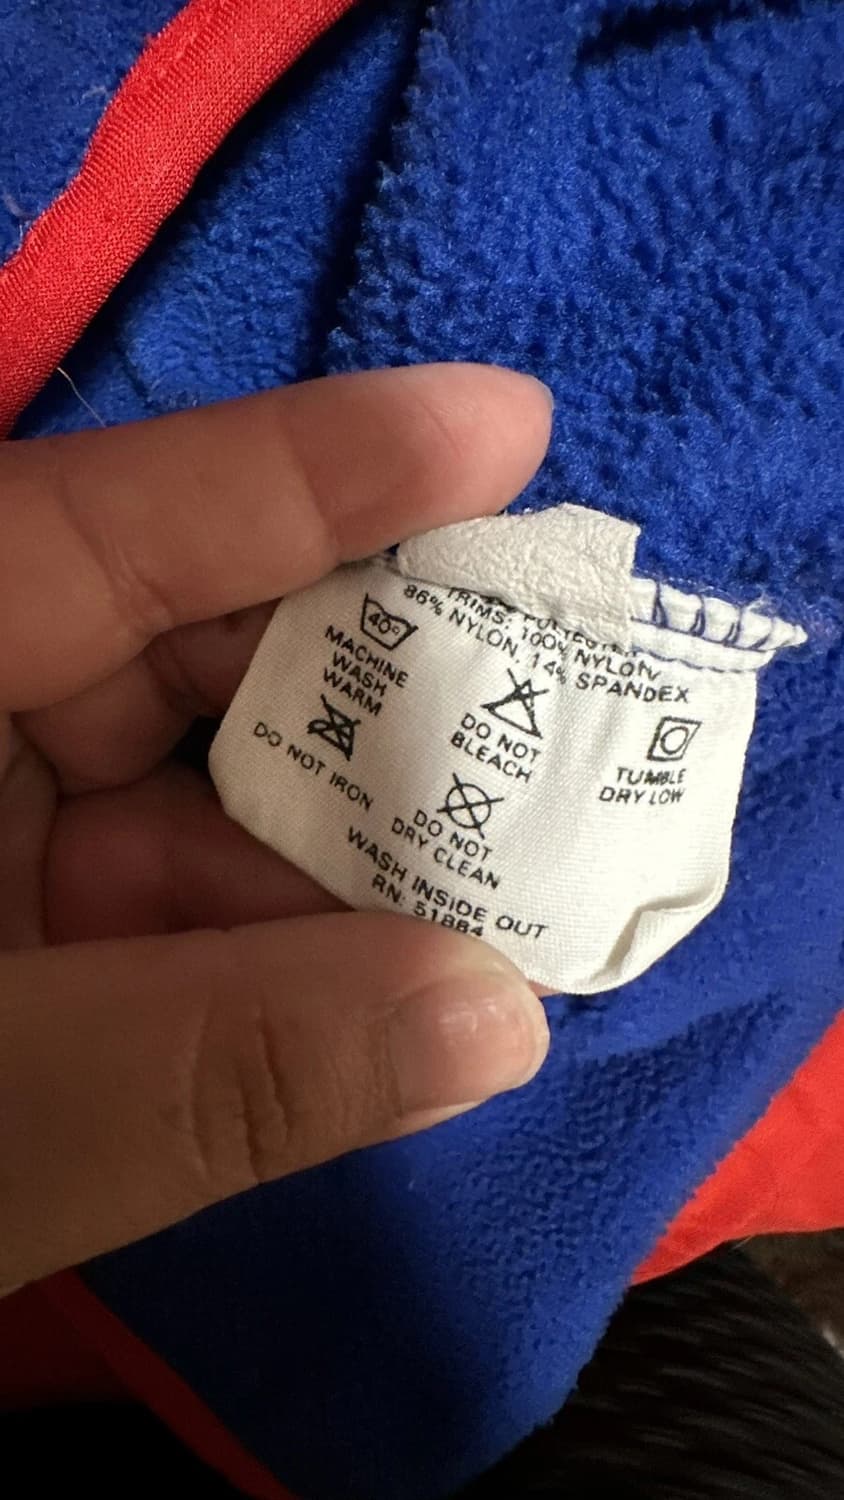 TRIMS: 100% NYLON
86% NYLON, 14% SPANDEX
40°
MACHINE
WASH
WARM
DO NOT
BLEACH
TUMBLE
DRY LOW
DO NOT IRON
DO NOT
DRY CLEAN
WASH INSIDE OUT
RN: 51884